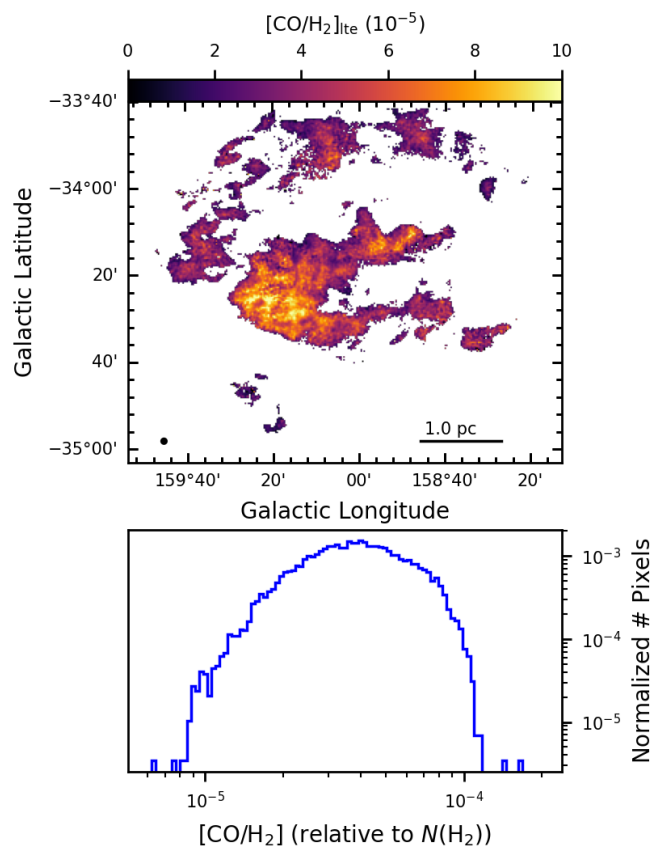 [CO/H₂]ₗₜₑ (10⁻⁵)
0 2 4 6 8 10
−33°40'
−34°00'
20'
40'
−35°00'
Galactic Latitude
1.0 pc
159°40' 20' 00' 158°40' 20'
Galactic Longitude
10⁻³
10⁻⁴
10⁻⁵
Normalized # Pixels
10⁻⁵ 10⁻⁴
[CO/H₂] (relative to N(H₂))